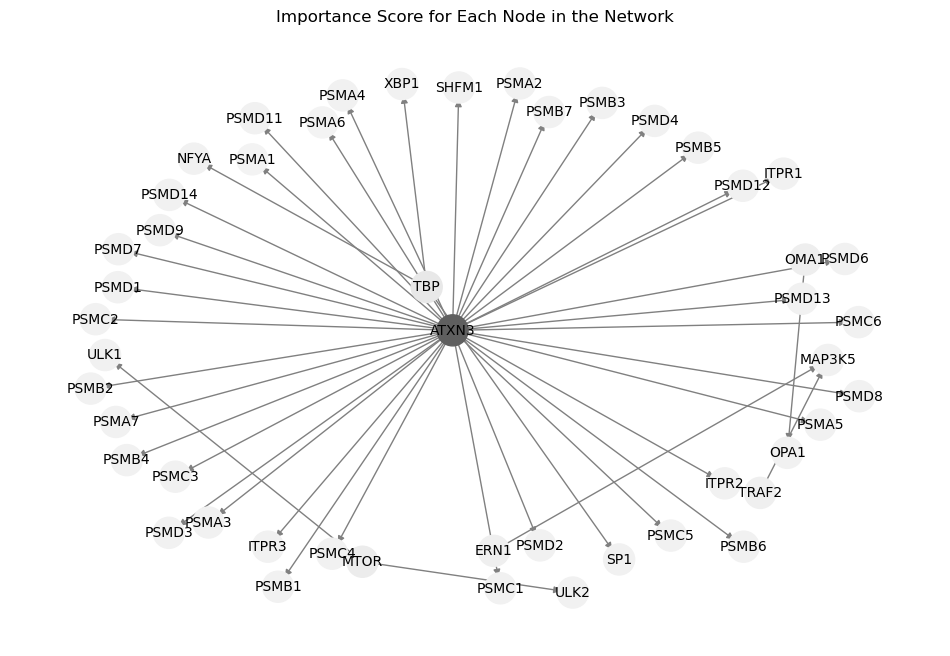 Importance Score for Each Node in the Network
XBP1
SHFM1
PSMA2
PSMA4
PSMB7
PSMB3
PSMD11
PSMA6
PSMD4
NFYA
PSMA1
PSMB5
ITPR1
PSMD12
PSMD14
PSMD9
PSMD7
OMA1
PSMD6
PSMD1
TBP
PSMD13
PSMC2
ATXN3
PSMC6
ULK1
MAP3K5
PSMB2
PSMD8
PSMA7
PSMA5
PSMB4
OPA1
PSMC3
ITPR2
TRAF2
PSMD3
PSMA3
ITPR3
PSMC4
MTOR
ERN1
PSMD2
SP1
PSMC5
PSMB6
PSMB1
PSMC1
ULK2